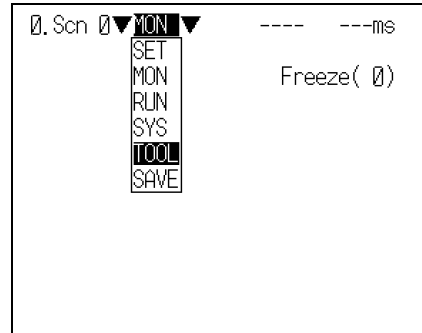 0.Scn 0▼MON ▼ ---- ---ms
SET
MON Freeze( 0)
RUN
SYS
TOOL
SAVE